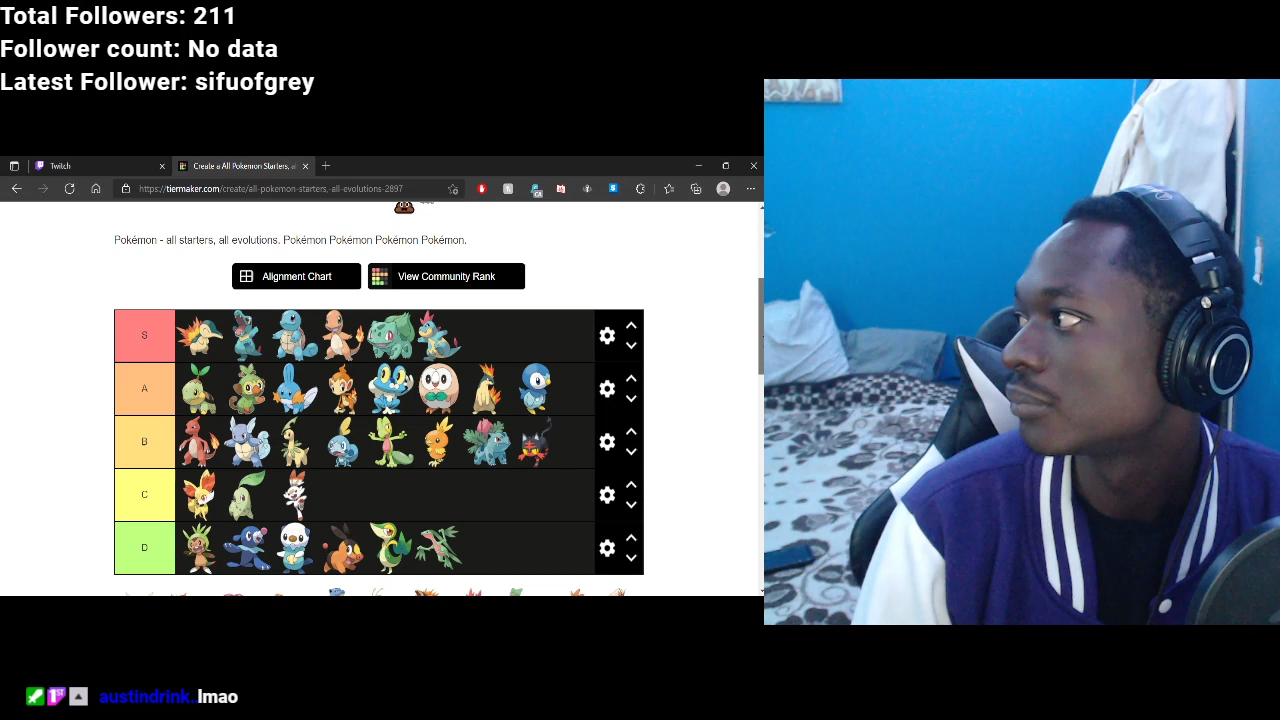 Total Followers: 211
Follower count: No data
Latest Follower: sifuofgrey
Twitch
Create a All Pokemon Starters, a
https://tiermaker.com/create/all-pokemon-starters,-all-evolutions-2897
Pokémon - all starters, all evolutions. Pokémon Pokémon Pokémon Pokémon.
Alignment Chart
View Community Rank
S
A
B
C
D
1ST
austindrink..lmao